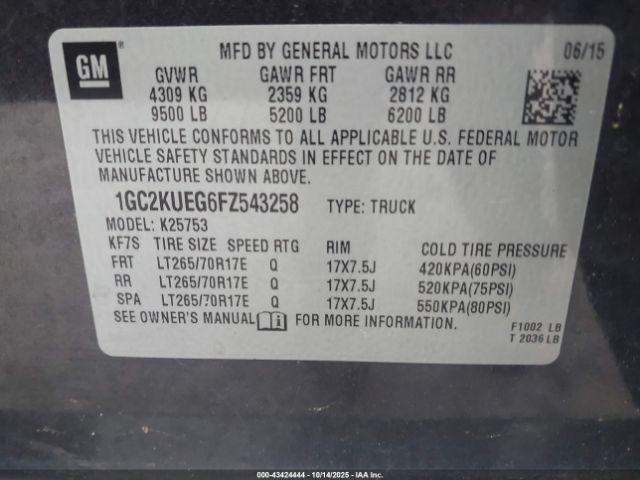 GM
MFD BY GENERAL MOTORS LLC 06/15
GVWR GAWR FRT GAWR RR
4309 KG 2359 KG 2812 KG
9500 LB 5200 LB 6200 LB
THIS VEHICLE CONFORMS TO ALL APPLICABLE U.S. FEDERAL MOTOR
VEHICLE SAFETY STANDARDS IN EFFECT ON THE DATE OF
MANUFACTURE SHOWN ABOVE.
1GC2KUEG6FZ543258 TYPE: TRUCK
MODEL: K25753
KF7S TIRE SIZE SPEED RTG RIM COLD TIRE PRESSURE
FRT LT265/70R17E Q 17X7.5J 420KPA(60PSI)
RR LT265/70R17E Q 17X7.5J 520KPA(75PSI)
SPA LT265/70R17E Q 17X7.5J 550KPA(80PSI)
SEE OWNER'S MANUAL FOR MORE INFORMATION.
F1002 LB
T 2036 LB
000-43424444 - 10/14/2025 - IAAI.com